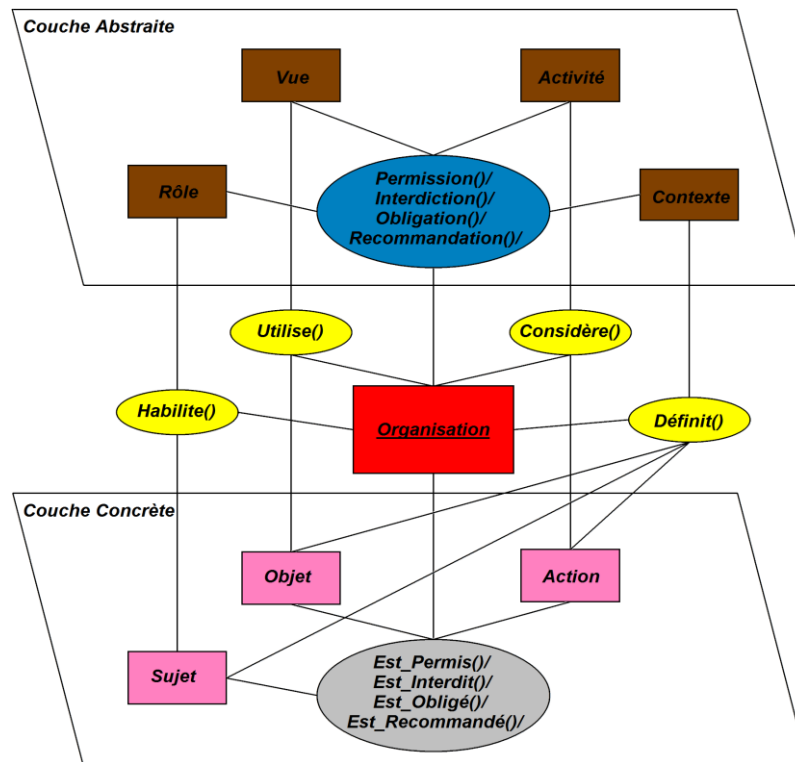 Couche Abstraite
Vue
Activité
Rôle
Permission()/
Interdiction()/
Obligation()/
Recommandation()/
Contexte
Utilise()
Considère()
Habilite()
Organisation
Définit()
Couche Concrète
Objet
Action
Sujet
Est_Permis()/
Est_Interdit()/
Est_Obligé()/
Est_Recommandé()/